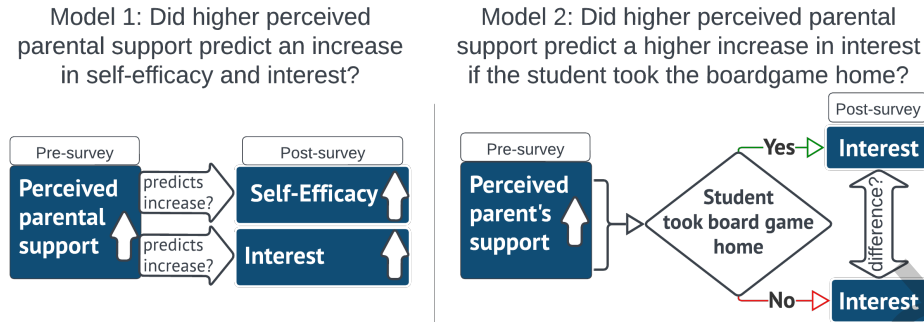 Model 1: Did higher perceived
parental support predict an increase
in self-efficacy and interest?
Pre-survey
Post-survey
Perceived
parental
support
predicts
increase?
Self-Efficacy
predicts
increase?
Interest
Model 2: Did higher perceived parental
support predict a higher increase in interest
if the student took the boardgame home?
Post-survey
Pre-survey
Yes
Interest
Perceived
parent's
support
Student
took board game
home
difference?
No
Interest